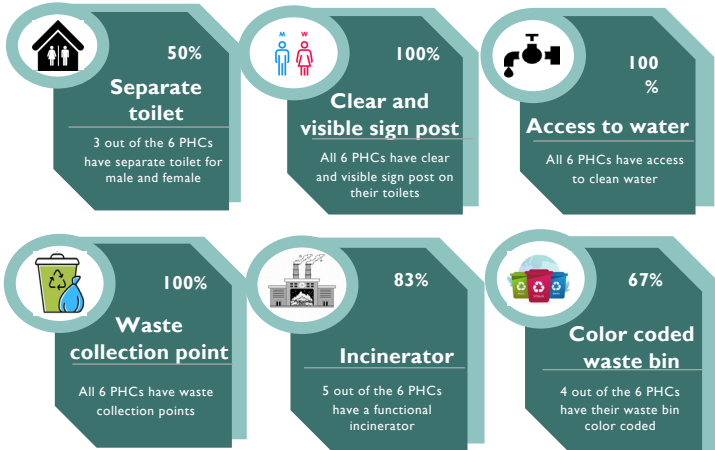 50%
Separate
toilet
3 out of the 6 PHCs
have separate toilet for
male and female
M W
100%
Clear and
visible sign post
All 6 PHCs have clear
and visible sign post on
their toilets
100
%
Access to water
All 6 PHCs have access
to clean water
100%
Waste
collection point
All 6 PHCs have waste
collection points
83%
Incinerator
5 out of the 6 PHCs
have a functional
incinerator
67%
Color coded
waste bin
4 out of the 6 PHCs
have their waste bin
color coded